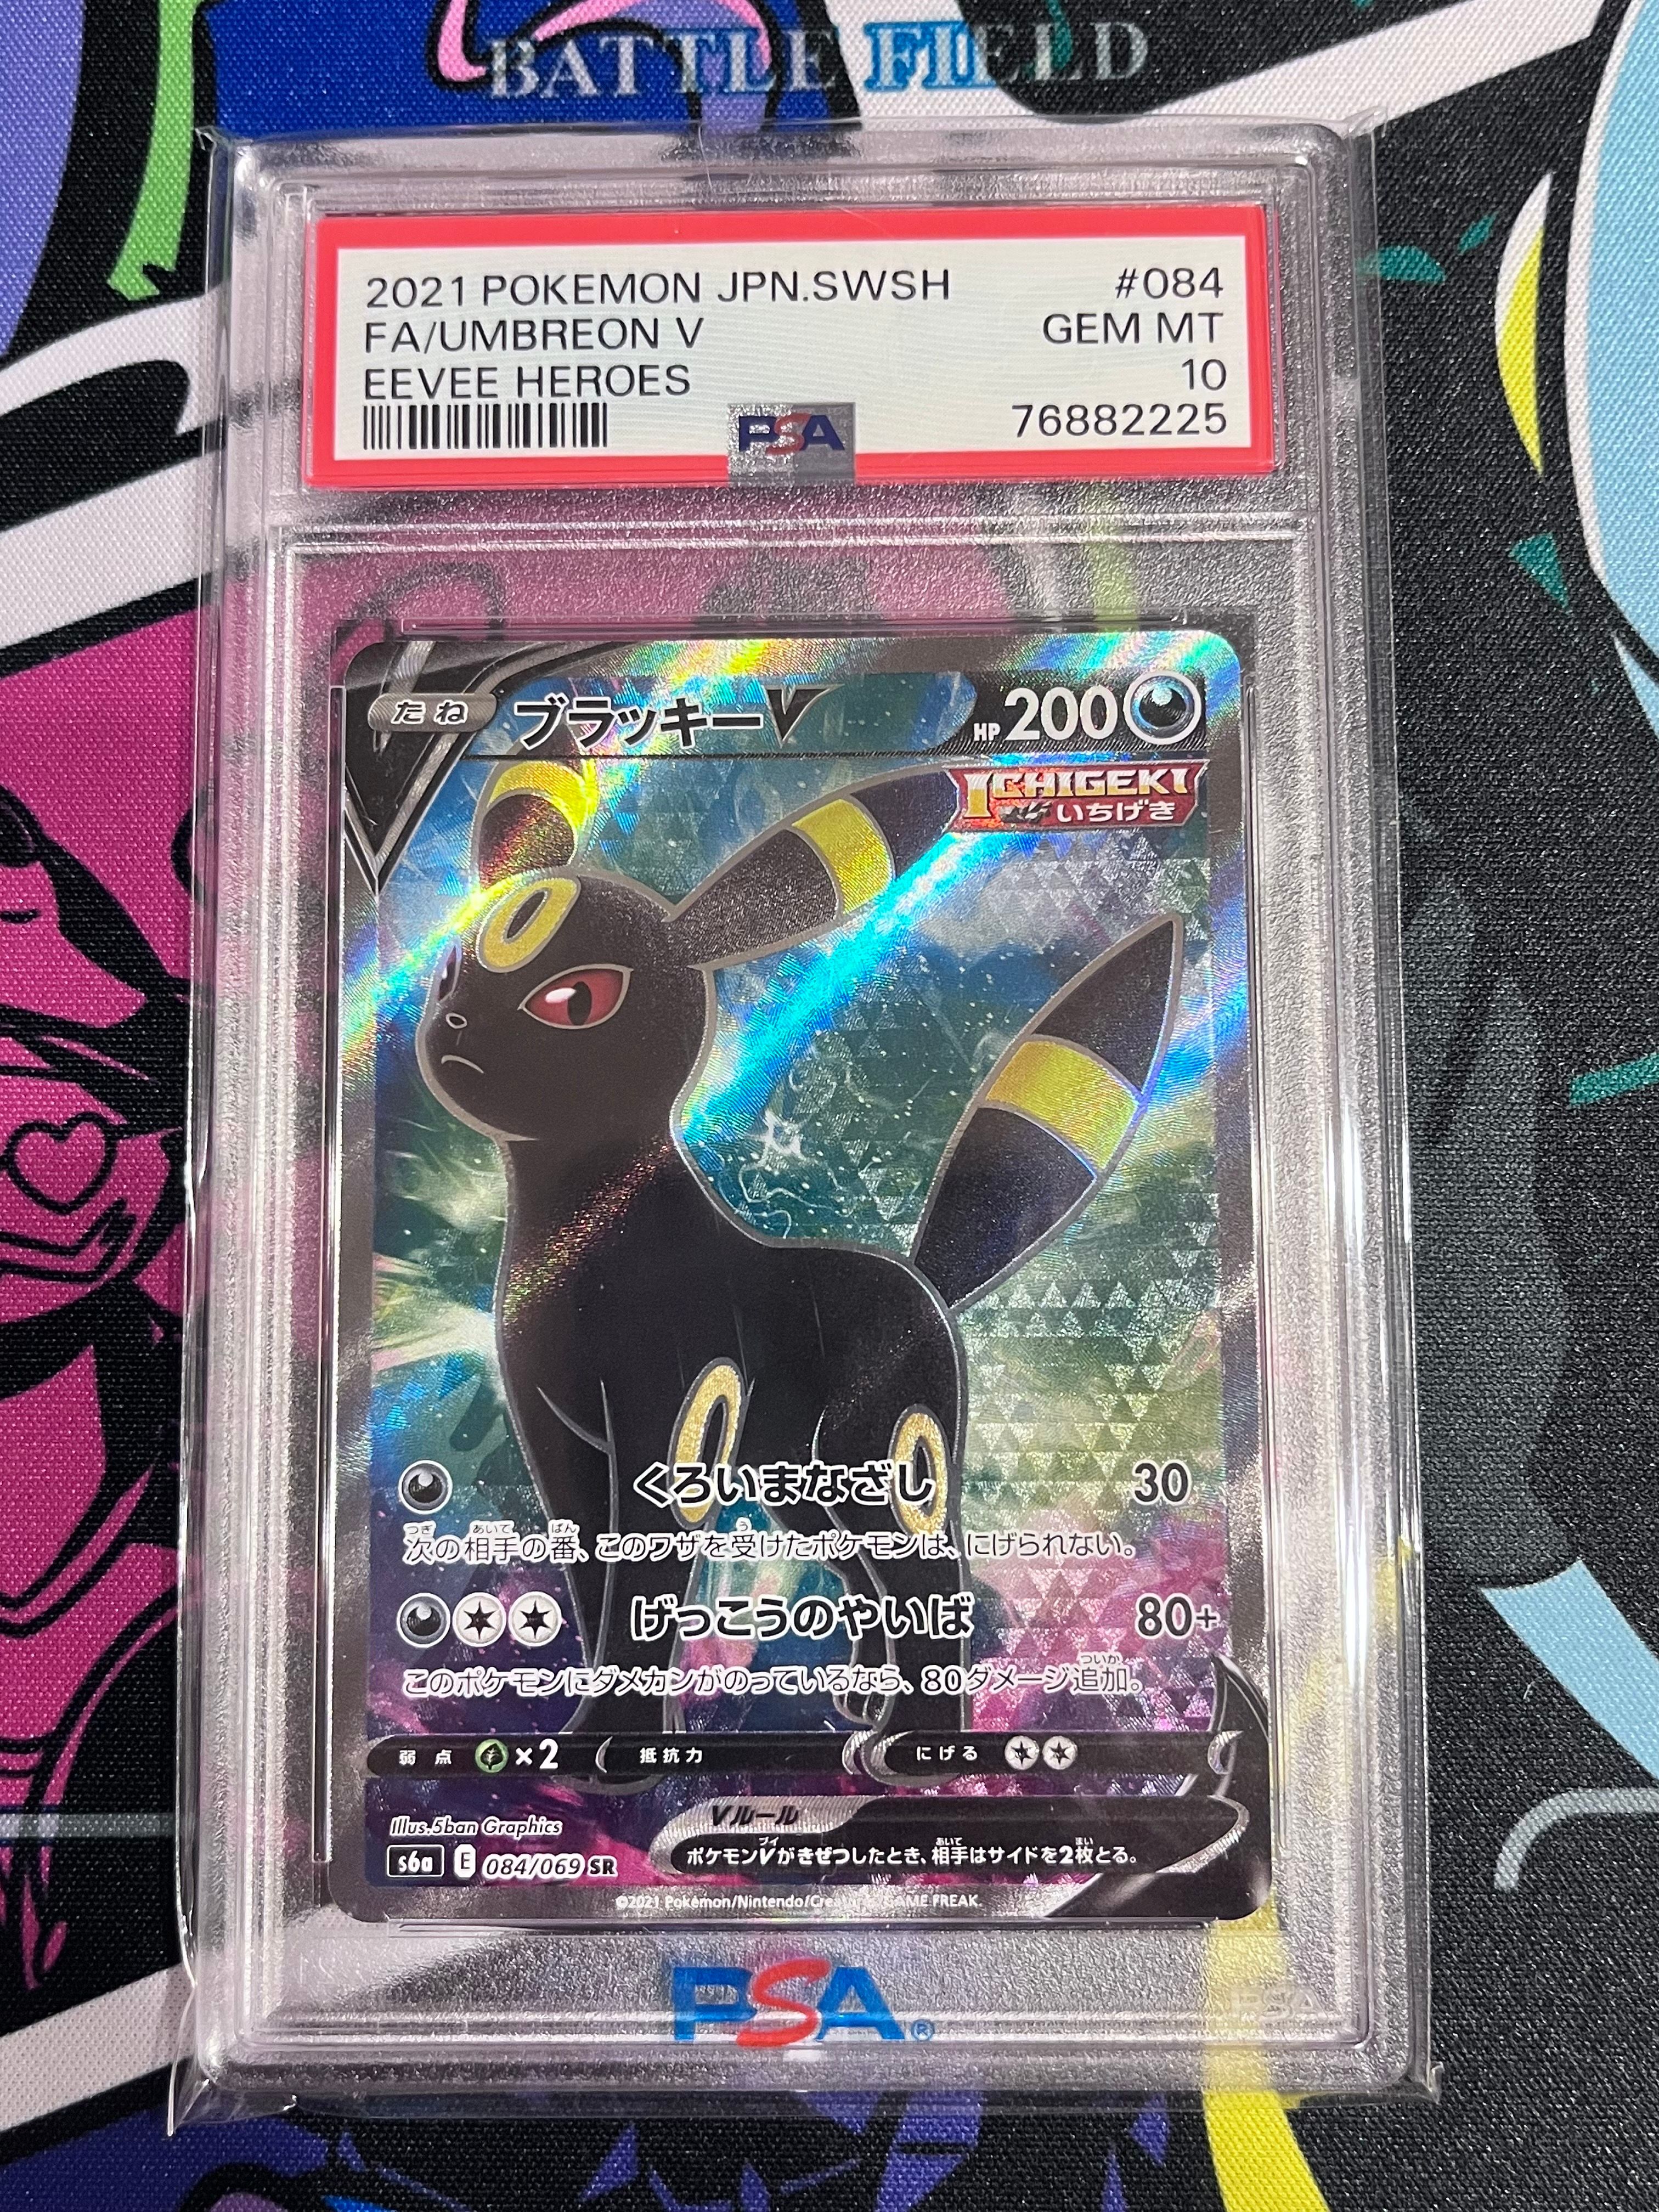 BATTLE FIELD
2021 POKEMON JPN.SWSH #084
FA/UMBREON V GEM MT
EEVEE HEROES 10
PSA 76882225
たね ブラッキーV HP 200
ICHIGEKI
いちげき
くろいまなざし 30
次の相手の番、このワザを受けたポケモンは、にげられない。
げっこうのやいば 80+
このポケモンにダメカンがのっているなら、80ダメージ追加。
弱点 ×2 抵抗力 にげる
Illus.5ban Graphics
Vルール
ポケモンVがきぜつしたとき、相手はサイドを2枚とる。
s6a E 084/069 SR
©2021 Pokémon/Nintendo/Creatures/GAME FREAK.
PSA®